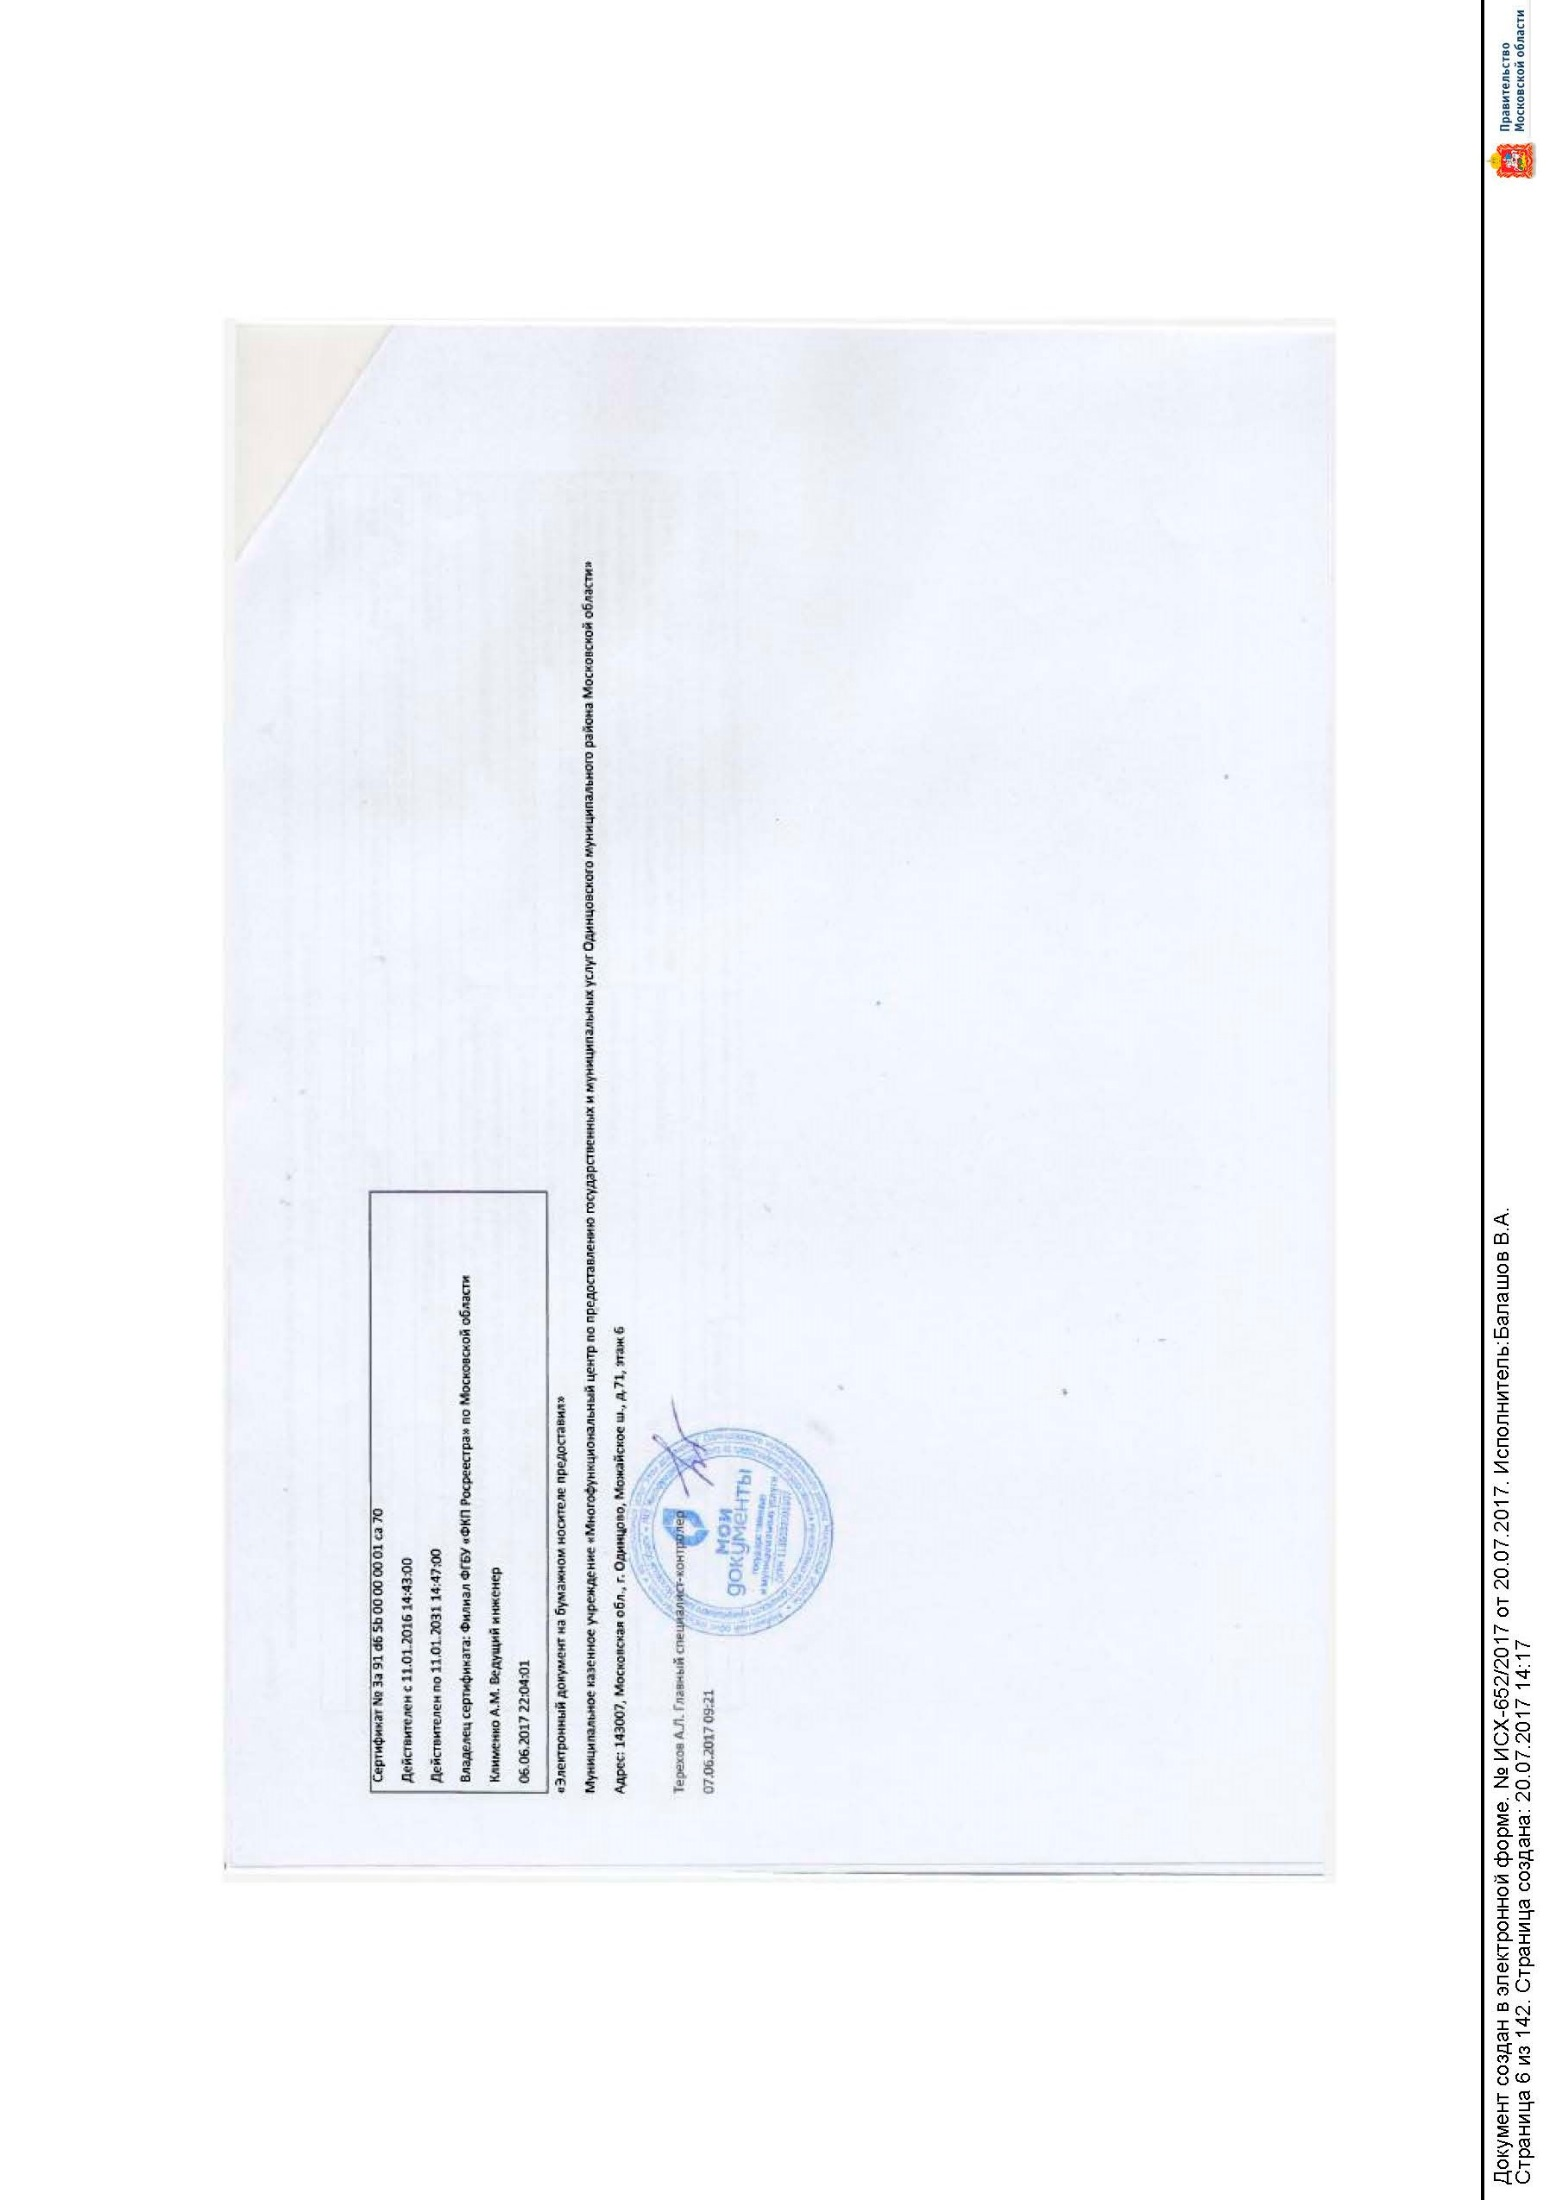 Сертификат № 3a 91 d6 5b 00 00 00 01 ca 70
Действителен с 11.01.2016 14:43:00
Действителен по 11.01.2031 14:47:00
Владелец сертификата: Филиал ФГБУ «ФКП Росреестра» по Московской области
Клименко А.М. Ведущий инженер
06.06.2017 22:04:01
«Электронный документ на бумажном носителе предоставил»
Муниципальное казенное учреждение «Многофункциональный центр по предоставлению государственных и муниципальных услуг Одинцовского муниципального района Московской области»
Адрес: 143007, Московская обл., г. Одинцово, Можайское ш., д.71, этаж 6
Терехов А.Л. Главный специалист-контролер
07.06.2017 09:21
мои
документы
государственные
и муниципальные услуги
Документ создан в электронной форме. № ИСХ-652/2017 от 20.07.2017. Исполнитель:Балашов В.А.
Страница 6 из 142. Страница создана: 20.07.2017 14:17
Правительство
Московской области